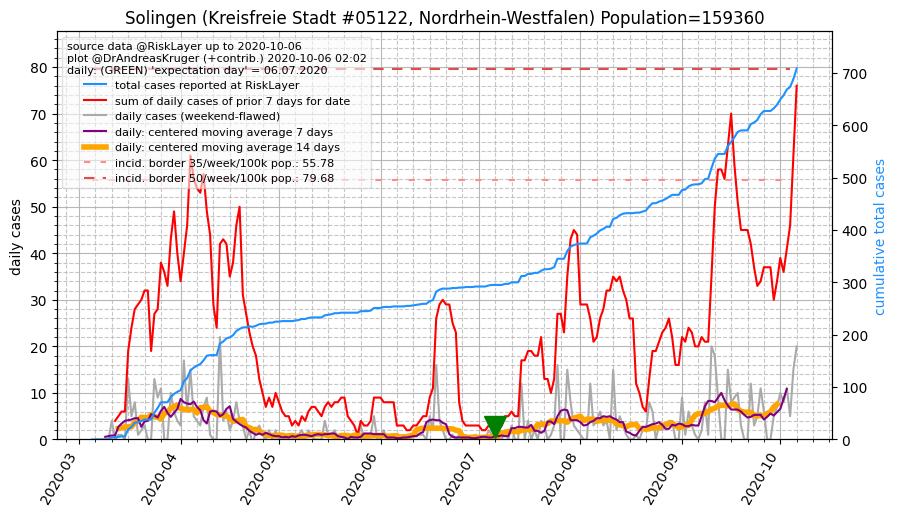 Solingen (Kreisfreie Stadt #05122, Nordrhein-Westfalen) Population=159360
source data @RiskLayer up to 2020-10-06
plot @DrAndreasKruger (+contrib.) 2020-10-06 02:02
daily: (GREEN) 'expectation day' = 06.07.2020
total cases reported at RiskLayer
sum of daily cases of prior 7 days for date
daily cases (weekend-flawed)
daily: centered moving average 7 days
daily: centered moving average 14 days
incid. border 35/week/100k pop.: 55.78
incid. border 50/week/100k pop.: 79.68
daily cases
80
70
60
50
40
30
20
10
0
cumulative total cases
700
600
500
400
300
200
100
0
2020-03
2020-04
2020-05
2020-06
2020-07
2020-08
2020-09
2020-10